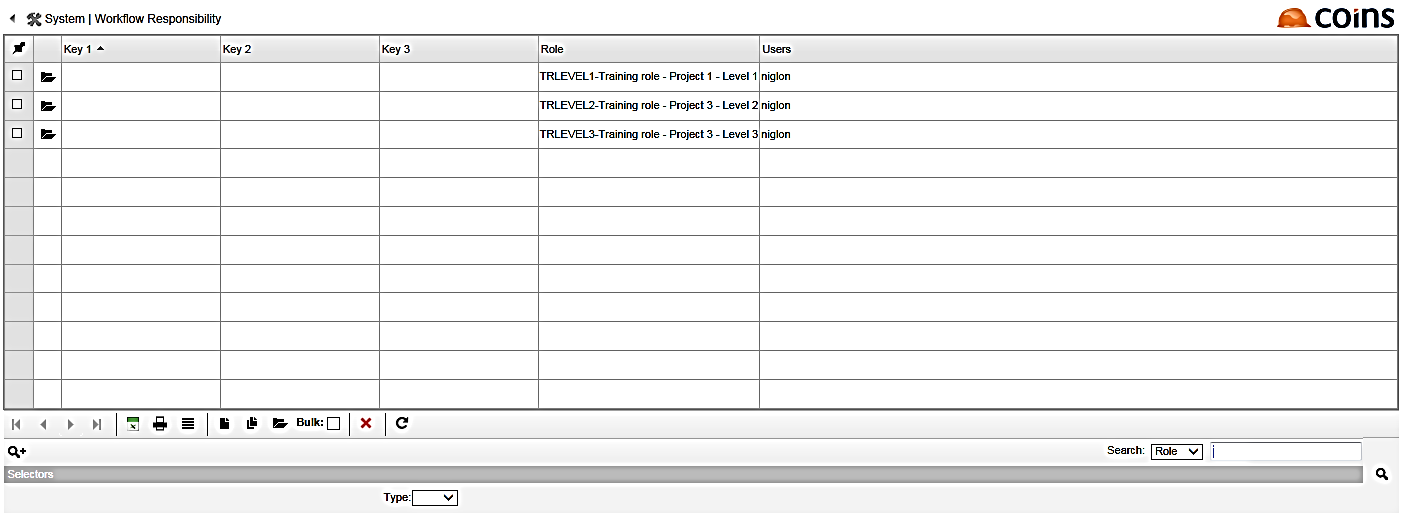 System | Workflow Responsibility
coins
Key 1 Key 2 Key 3 Role Users
TRLEVEL1-Training role - Project 1 - Level 1 niglon
TRLEVEL2-Training role - Project 3 - Level 2 niglon
TRLEVEL3-Training role - Project 3 - Level 3 niglon
Bulk:
Search: Role
Selectors
Type: